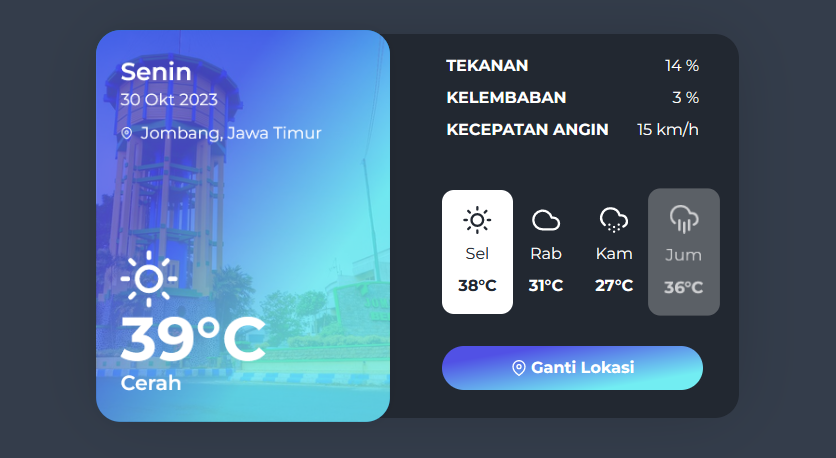 Senin
30 Okt 2023
Jombang, Jawa Timur
39°C
Cerah
TEKANAN 14 %
KELEMBABAN 3 %
KECEPATAN ANGIN 15 km/h
Sel Rab Kam Jum
38°C 31°C 27°C 36°C
Ganti Lokasi